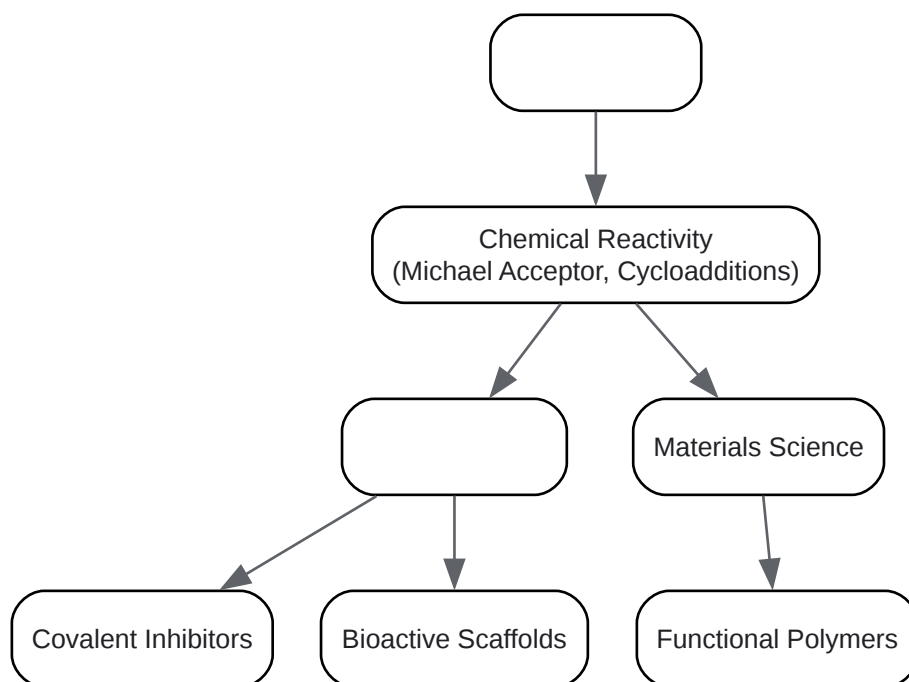 Chemical Reactivity
(Michael Acceptor, Cycloadditions)
Materials Science
Covalent Inhibitors
Bioactive Scaffolds
Functional Polymers